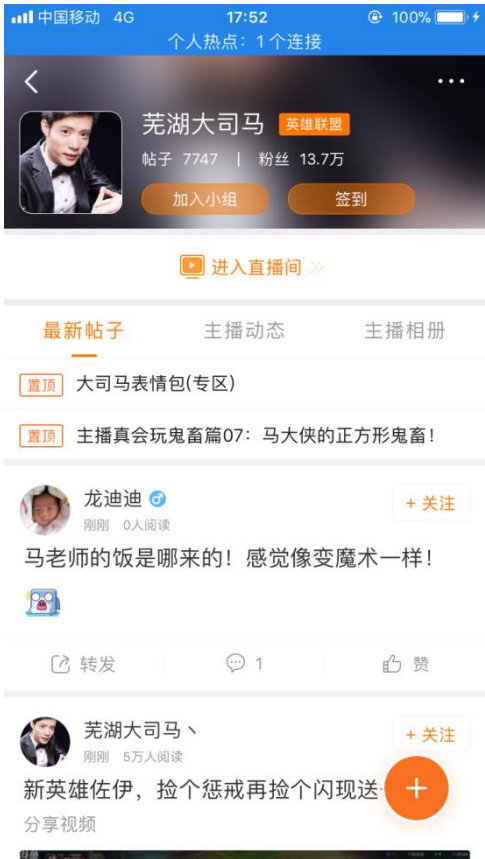 中国移动 4G 17:52 100%
个人热点：1个连接
芜湖大司马 英雄联盟
帖子 7747 | 粉丝 13.7万
加入小组 签到
进入直播间
最新帖子 主播动态 主播相册
置顶 大司马表情包(专区)
置顶 主播真会玩鬼畜篇07：马大侠的正方形鬼畜！
龙迪迪 + 关注
刚刚 0人阅读
马老师的饭是哪来的！感觉像变魔术一样！
转发 1 赞
芜湖大司马丶 + 关注
刚刚 5万人阅读
新英雄佐伊，捡个惩戒再捡个闪现送
分享视频